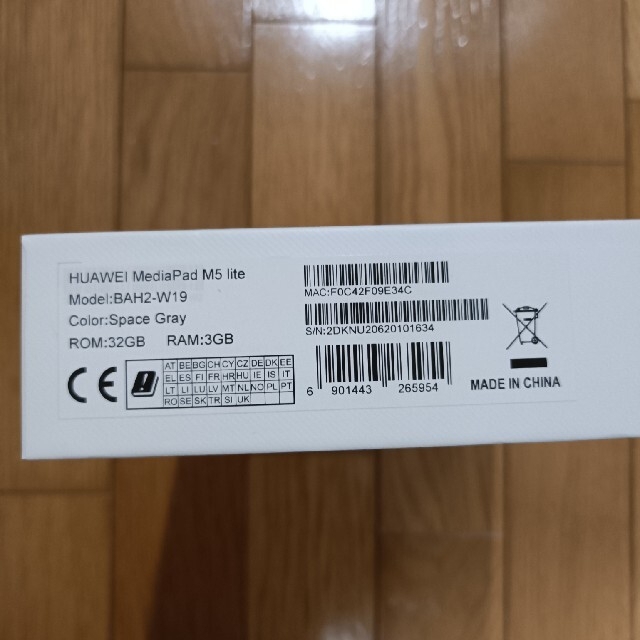 HUAWEI MediaPad M5 lite
Model:BAH2-W19
Color:Space Gray
ROM:32GB RAM:3GB
CE
AT BE BG CH CY CZ DE DK EE
EL ES FI FR HR HU IE IS IT
LT LI LU LV MT NL NO PL PT
RO SE SK TR SI UK
MAC:F0C42F09E34C
S/N:2DKNU20620101634
6 901443 265954
MADE IN CHINA